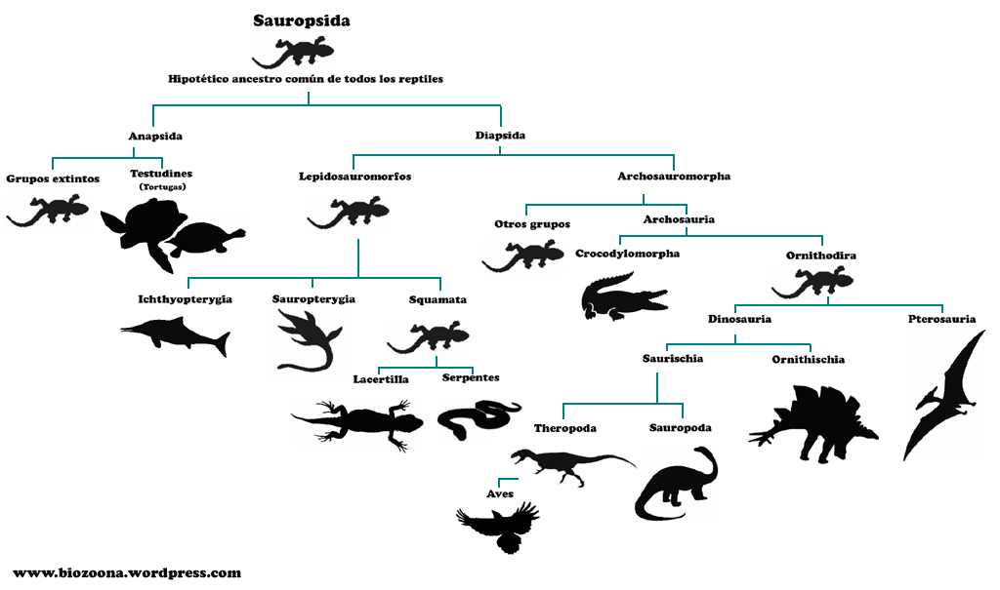 Sauropsida
Hipotético ancestro común de todos los reptiles
Anapsida
Diapsida
Grupos extintos
Testudines
(Tortugas)
Lepidosauromorfos
Archosauromorpha
Otros grupos
Archosauria
Crocodylomorpha
Ornithodira
Ichthyopterygia
Sauropterygia
Squamata
Dinosauria
Pterosauria
Lacertilla
Serpentes
Saurischia
Ornithischia
Theropoda
Sauropoda
Aves
www.biozoona.wordpress.com